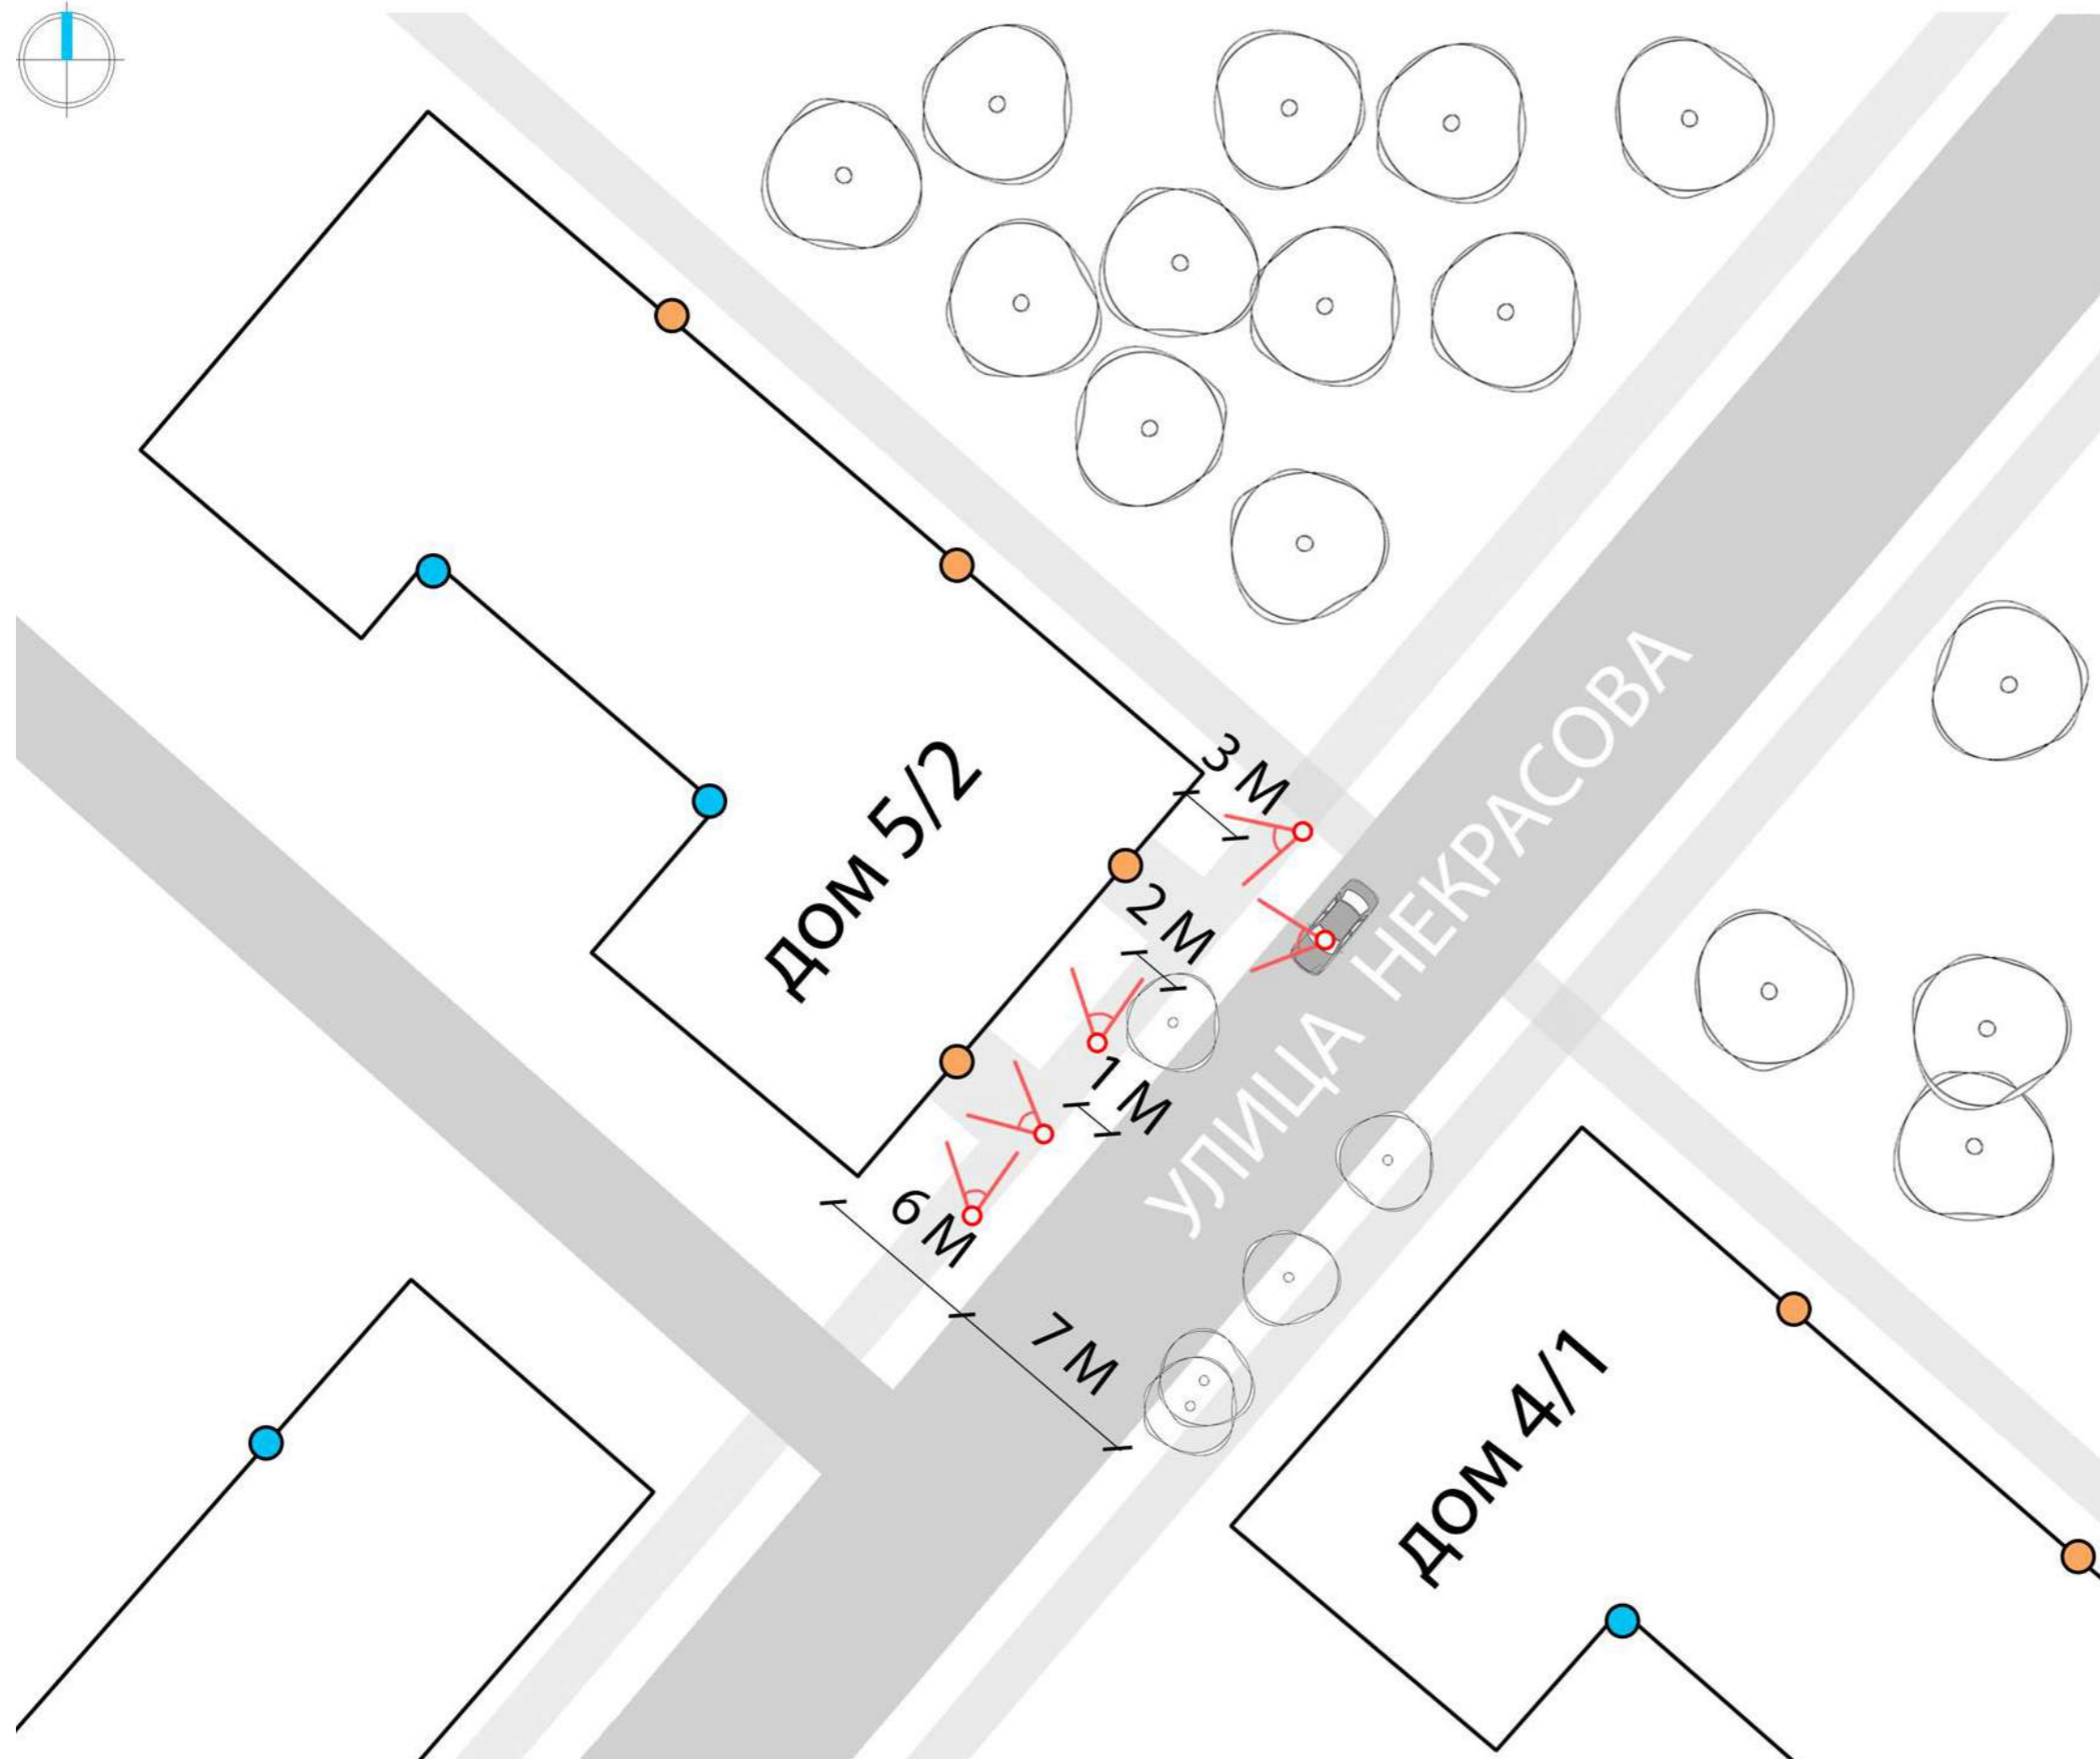 3 М
ДОМ 5/2
2 М
УЛИЦА НЕКРАСОВА
1 М
6 М
7 М
ДОМ 4/1